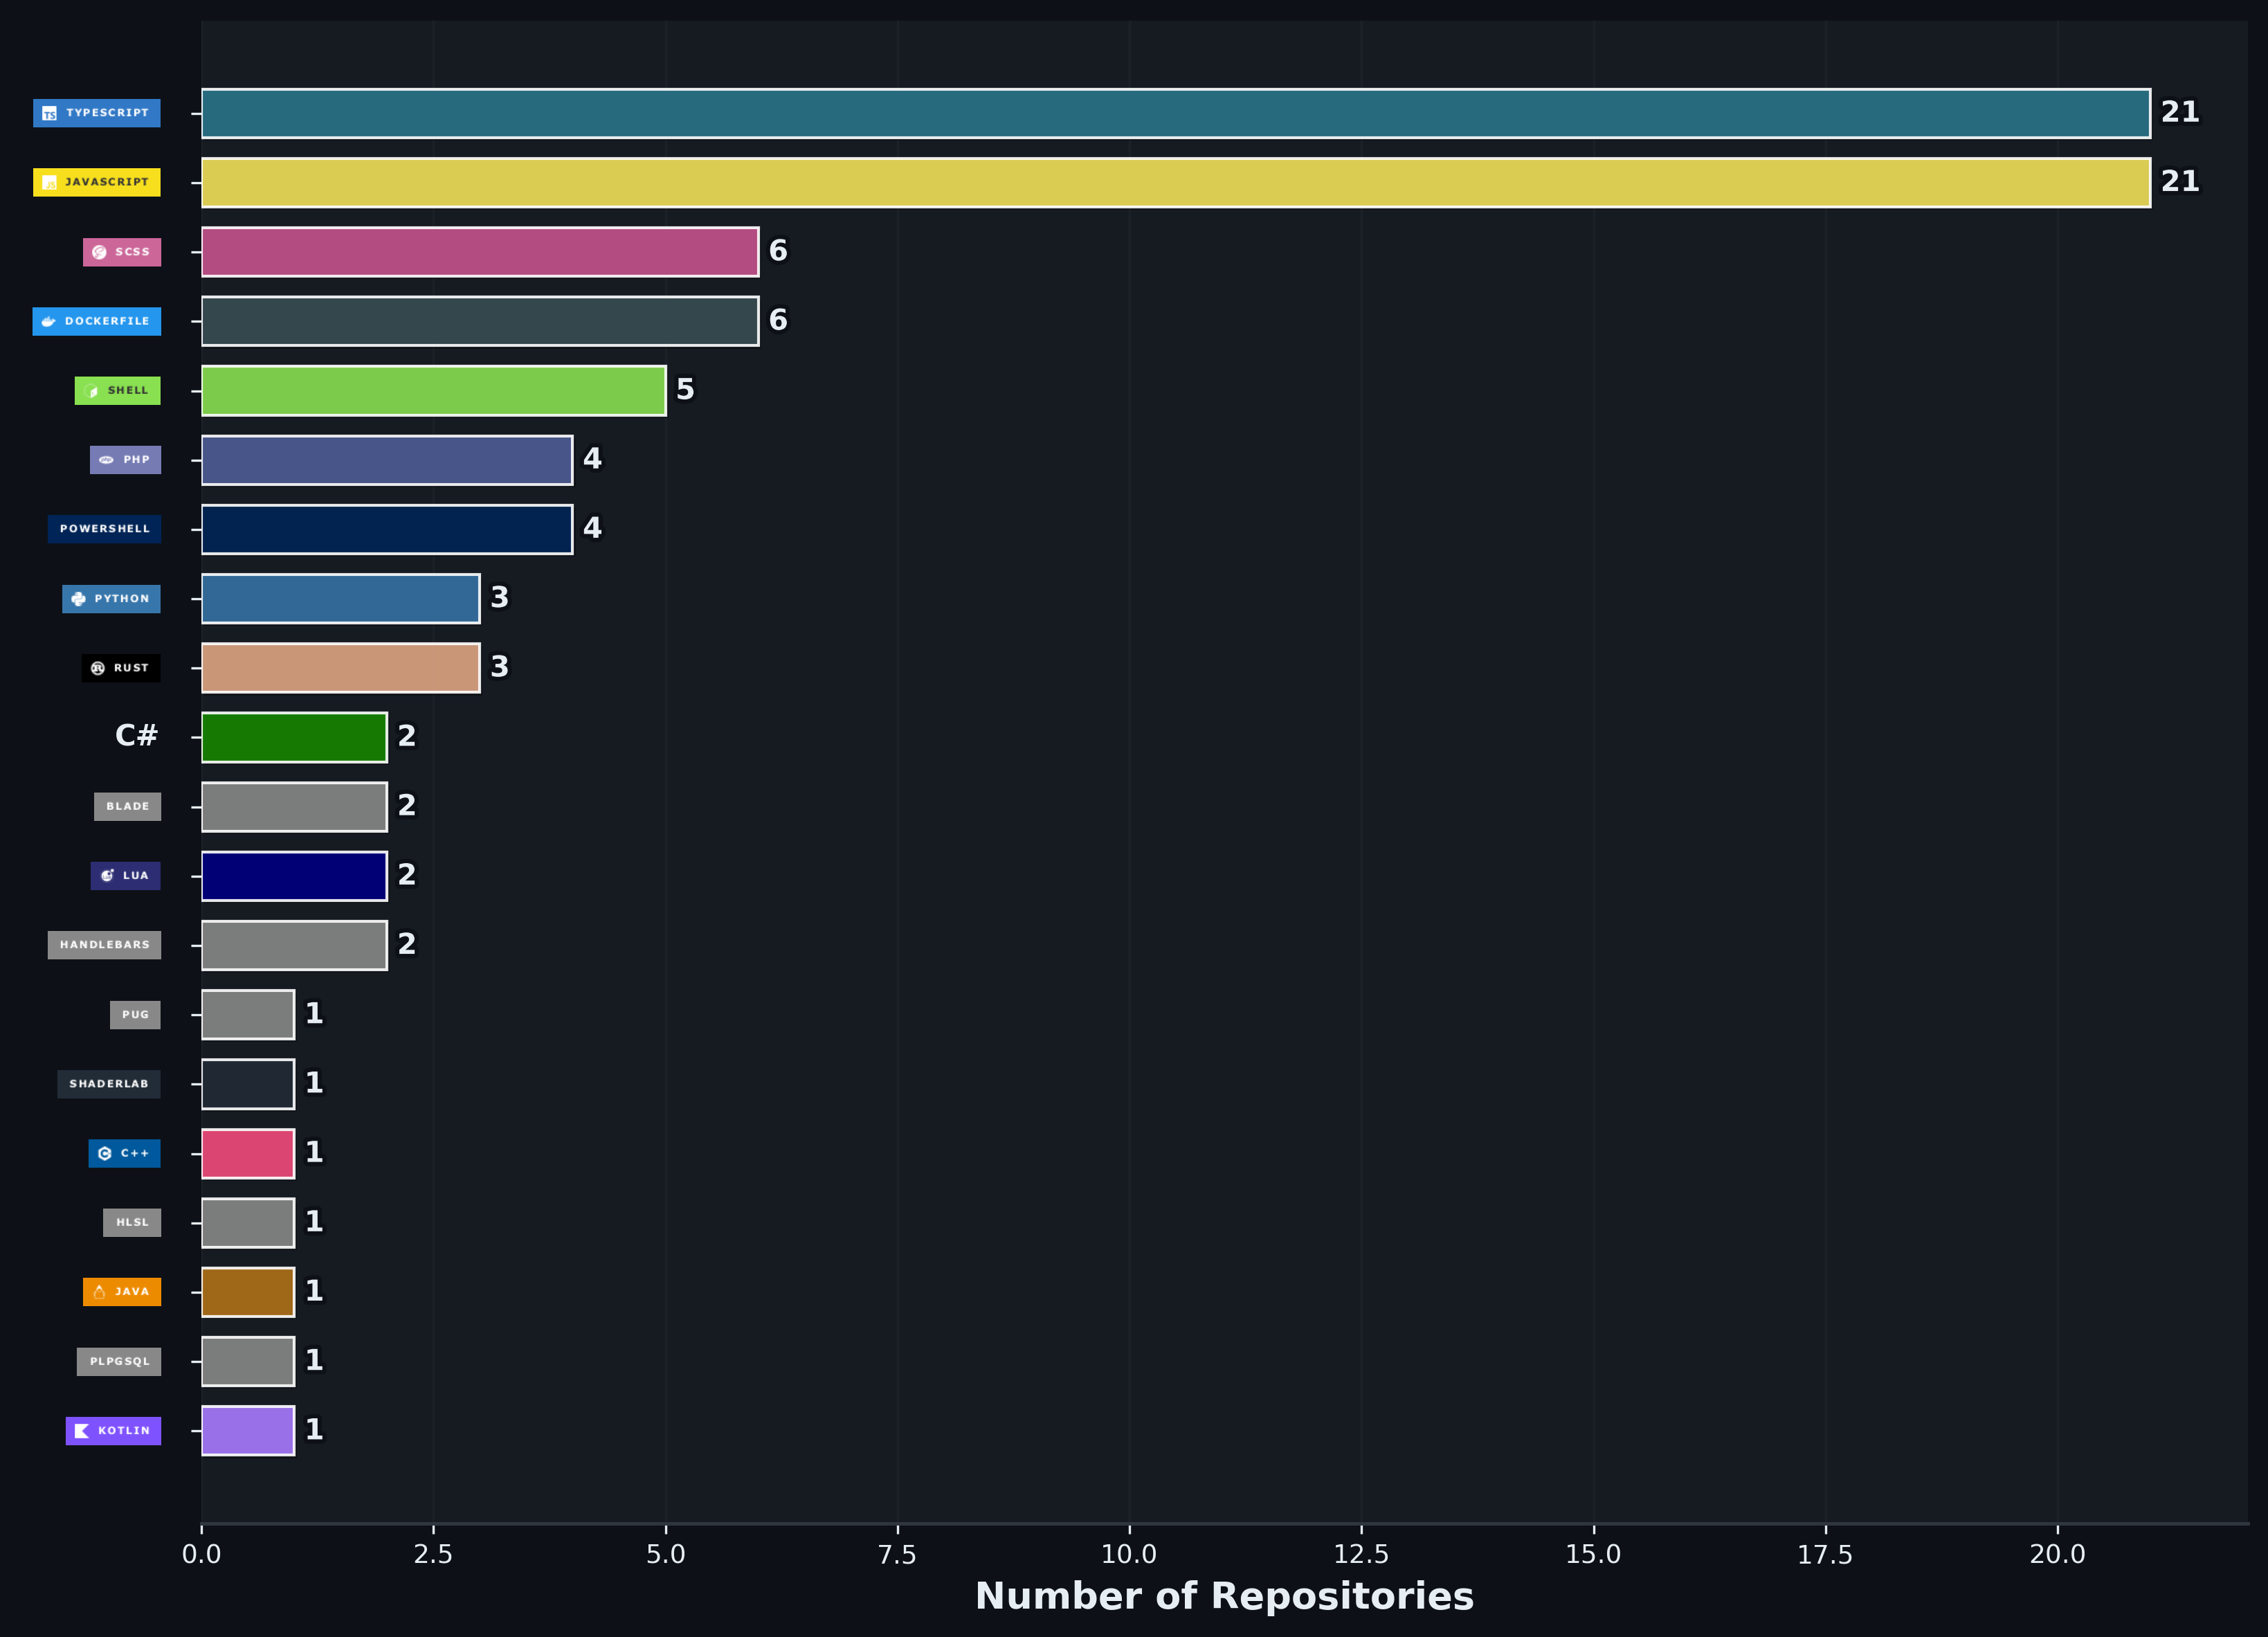 TYPESCRIPT 21
JAVASCRIPT 21
SCSS 6
DOCKERFILE 6
SHELL 5
PHP 4
POWERSHELL 4
PYTHON 3
RUST 3
C# 2
BLADE 2
LUA 2
HANDLEBARS 2
PUG 1
SHADERLAB 1
C++ 1
HLSL 1
JAVA 1
PLPGSQL 1
KOTLIN 1
0.0 2.5 5.0 7.5 10.0 12.5 15.0 17.5 20.0
Number of Repositories